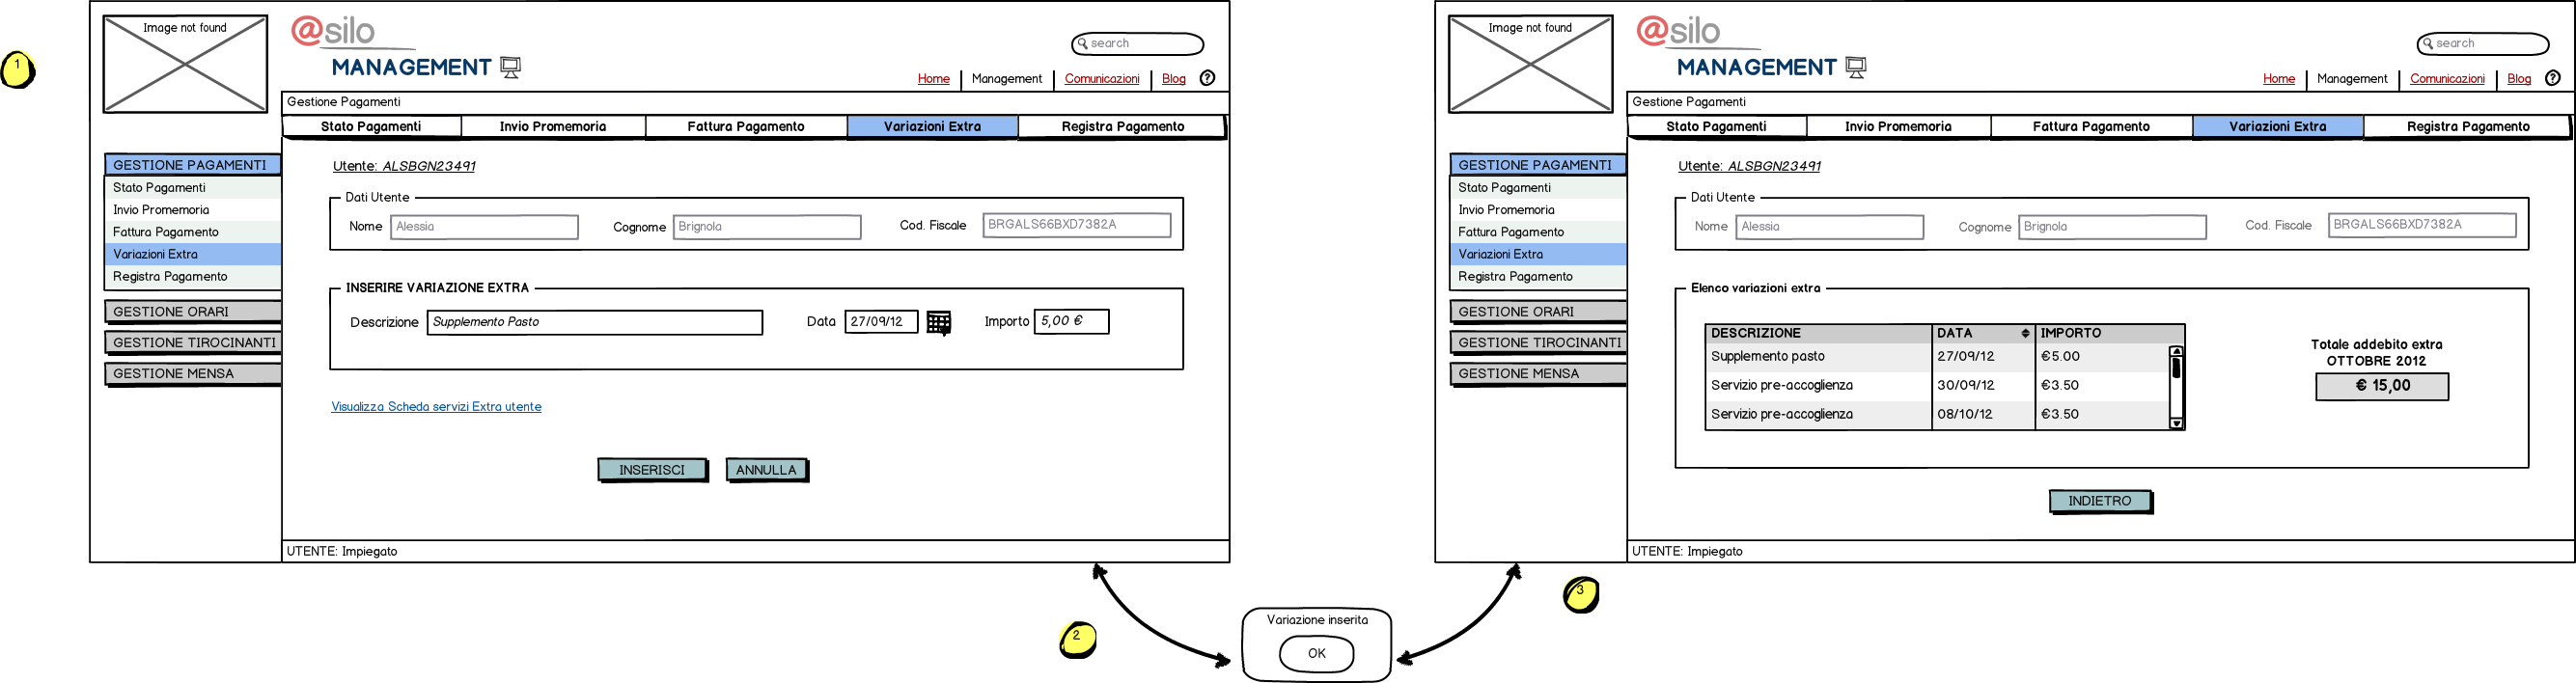 1
Image not found
@silo
MANAGEMENT
search
Home Management Comunicazioni Blog ?
Gestione Pagamenti
Stato Pagamenti Invio Promemoria Fattura Pagamento Variazioni Extra Registra Pagamento
GESTIONE PAGAMENTI
Stato Pagamenti
Invio Promemoria
Fattura Pagamento
Variazioni Extra
Registra Pagamento
GESTIONE ORARI
GESTIONE TIROCINANTI
GESTIONE MENSA
Utente: ALSBGN23491
Dati Utente
Nome Alessia Cognome Brignola Cod. Fiscale BRGALS66BXD7382A
INSERIRE VARIAZIONE EXTRA
Descrizione Supplemento Pasto Data 27/09/12 Importo 5,00 €
Visualizza Scheda servizi Extra utente
INSERISCI ANNULLA
UTENTE: Impiegato
2
Variazione inserita
OK
3
Image not found
@silo
MANAGEMENT
search
Home Management Comunicazioni Blog ?
Gestione Pagamenti
Stato Pagamenti Invio Promemoria Fattura Pagamento Variazioni Extra Registra Pagamento
GESTIONE PAGAMENTI
Stato Pagamenti
Invio Promemoria
Fattura Pagamento
Variazioni Extra
Registra Pagamento
GESTIONE ORARI
GESTIONE TIROCINANTI
GESTIONE MENSA
Utente: ALSBGN23491
Dati Utente
Nome Alessia Cognome Brignola Cod. Fiscale BRGALS66BXD7382A
Elenco variazioni extra
DESCRIZIONE DATA IMPORTO
Supplemento pasto 27/09/12 €5.00
Servizio pre-accoglienza 30/09/12 €3.50
Servizio pre-accoglienza 08/10/12 €3.50
Totale addebito extra
OTTOBRE 2012
€ 15,00
INDIETRO
UTENTE: Impiegato